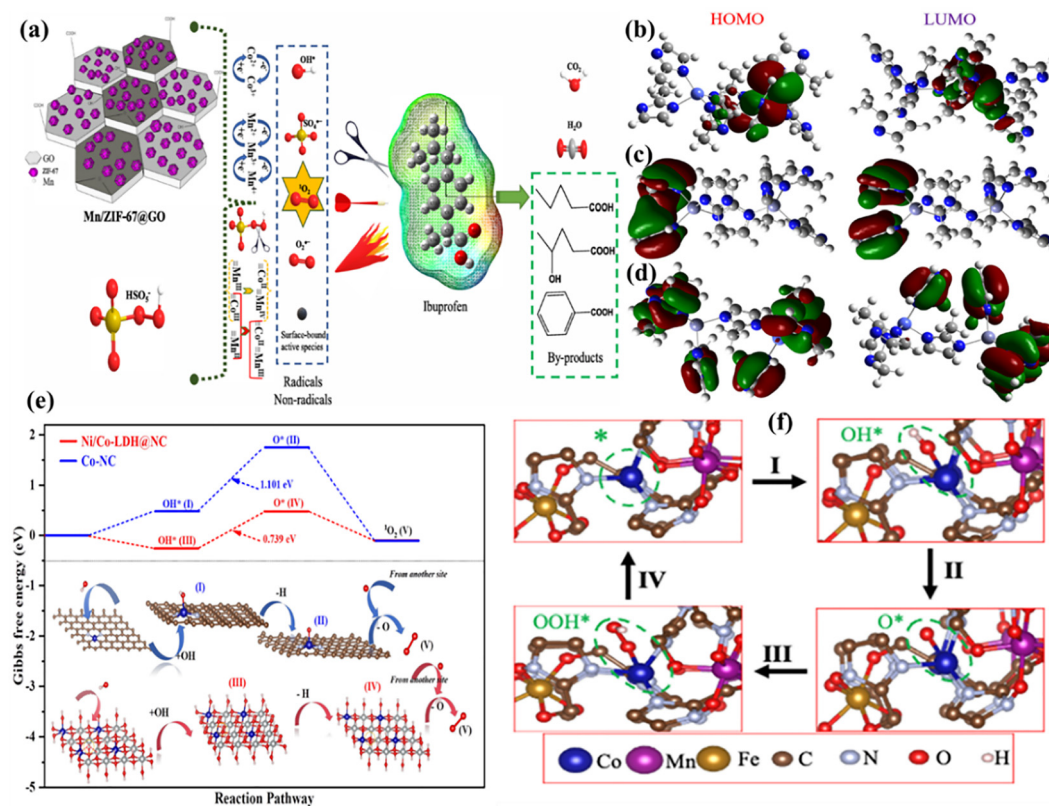 (a)
COOH
COOH
COOH
COOH
GO
ZIF-67
Mn
Mn/ZIF-67@GO
HSO₅⁻
OH•
SO₄•⁻
¹O₂
O₂•⁻
Surface-bound
active species
Radicals
Non-radicals
Ibuprofen
CO₂
H₂O
COOH
COOH
OH
COOH
By-products
HOMO
LUMO
(b)
(c)
(d)
(e)
Ni/Co-LDH@NC
Co-NC
O* (II)
1.101 eV
OH* (I)
O* (IV)
OH* (III)
0.739 eV
¹O₂ (V)
Gibbs free energy (eV)
2
1
0
-1
-2
-3
-4
-5
(I)
-H
From another site
(II)
- O
+OH
(V)
From another site
(III)
- H
(IV)
- O
+OH
(V)
Reaction Pathway
(f)
*
I
OH*
IV
II
OOH*
III
O*
Co Mn Fe C N O H